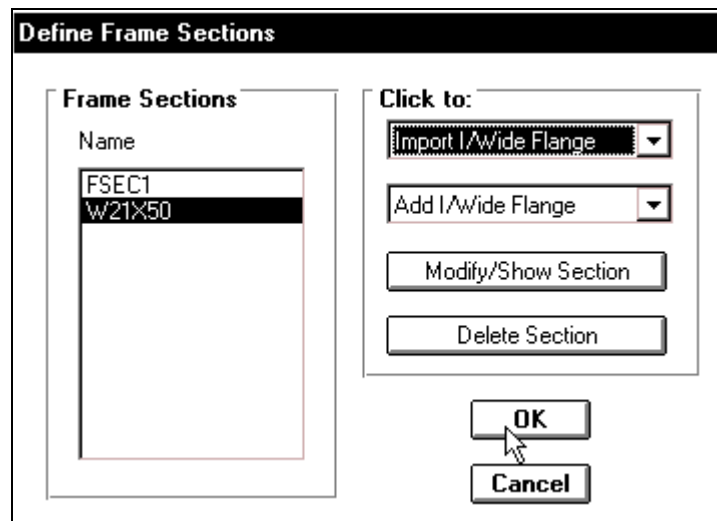 Define Frame Sections
Frame Sections
Name
FSEC1
W21X50
Click to:
Import I/Wide Flange
Add I/Wide Flange
Modify/Show Section
Delete Section
OK
Cancel